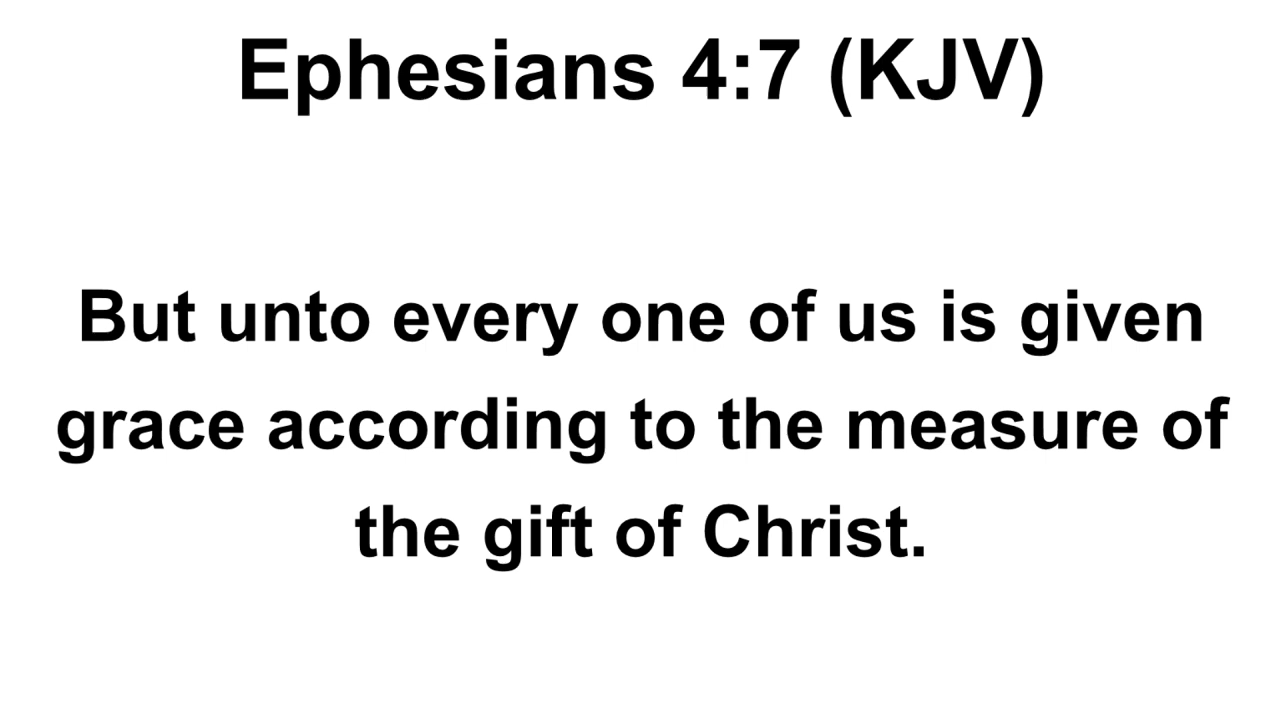 Ephesians 4:7 (KJV)
But unto every one of us is given
grace according to the measure of
the gift of Christ.